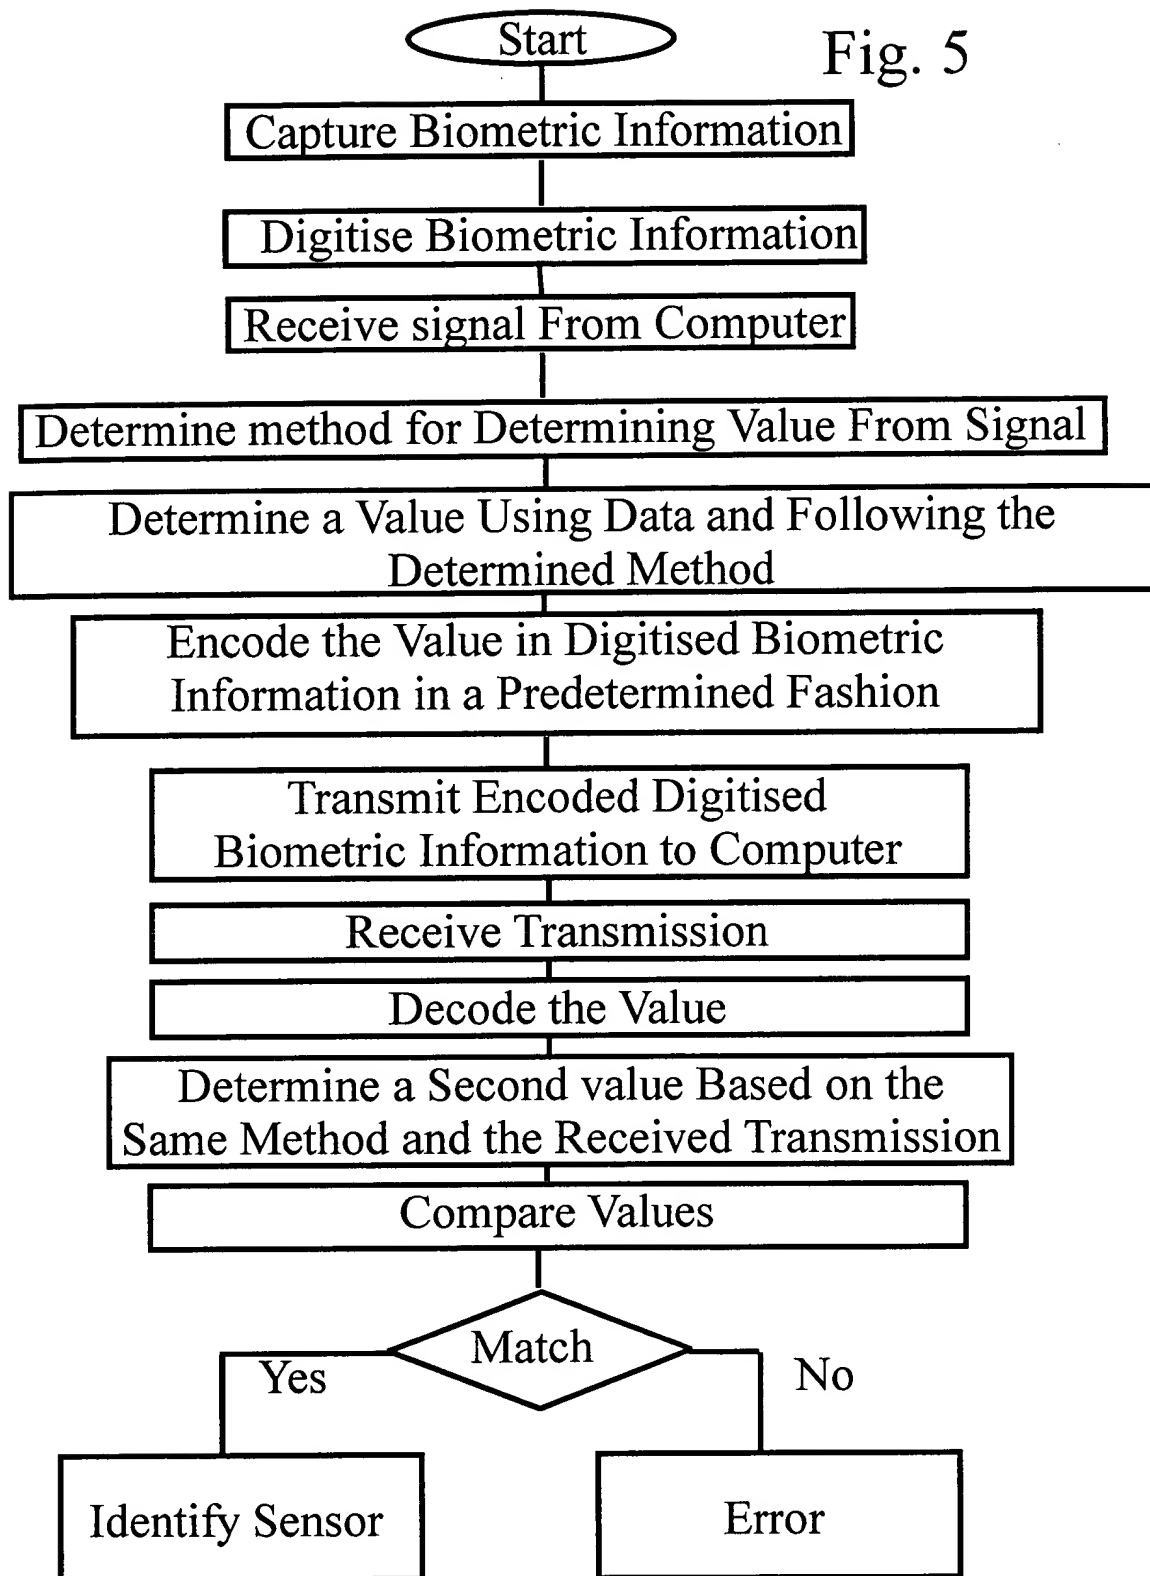 Start
Fig. 5
Capture Biometric Information
Digitise Biometric Information
Receive signal From Computer
Determine method for Determining Value From Signal
Determine a Value Using Data and Following the
Determined Method
Encode the Value in Digitised Biometric
Information in a Predetermined Fashion
Transmit Encoded Digitised
Biometric Information to Computer
Receive Transmission
Decode the Value
Determine a Second value Based on the
Same Method and the Received Transmission
Compare Values
Match
Yes
No
Identify Sensor
Error